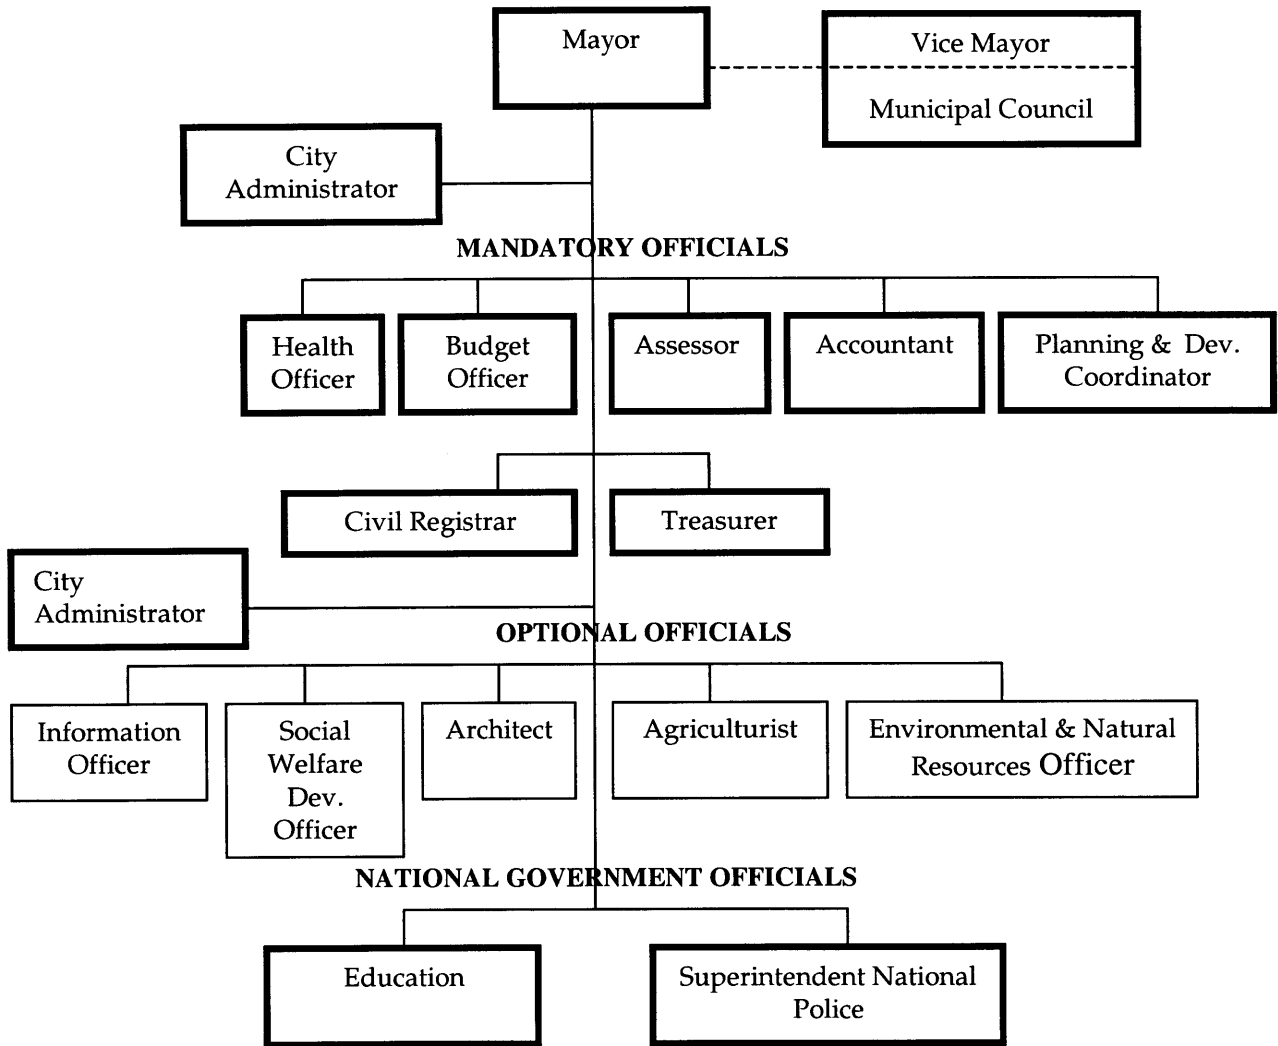 Mayor
Vice Mayor
Municipal Council
City
Administrator
MANDATORY OFFICIALS
Health
Officer
Budget
Officer
Assessor
Accountant
Planning & Dev.
Coordinator
Civil Registrar
Treasurer
City
Administrator
OPTIONAL OFFICIALS
Information
Officer
Social
Welfare
Dev.
Officer
Architect
Agriculturist
Environmental & Natural
Resources Officer
NATIONAL GOVERNMENT OFFICIALS
Education
Superintendent National
Police